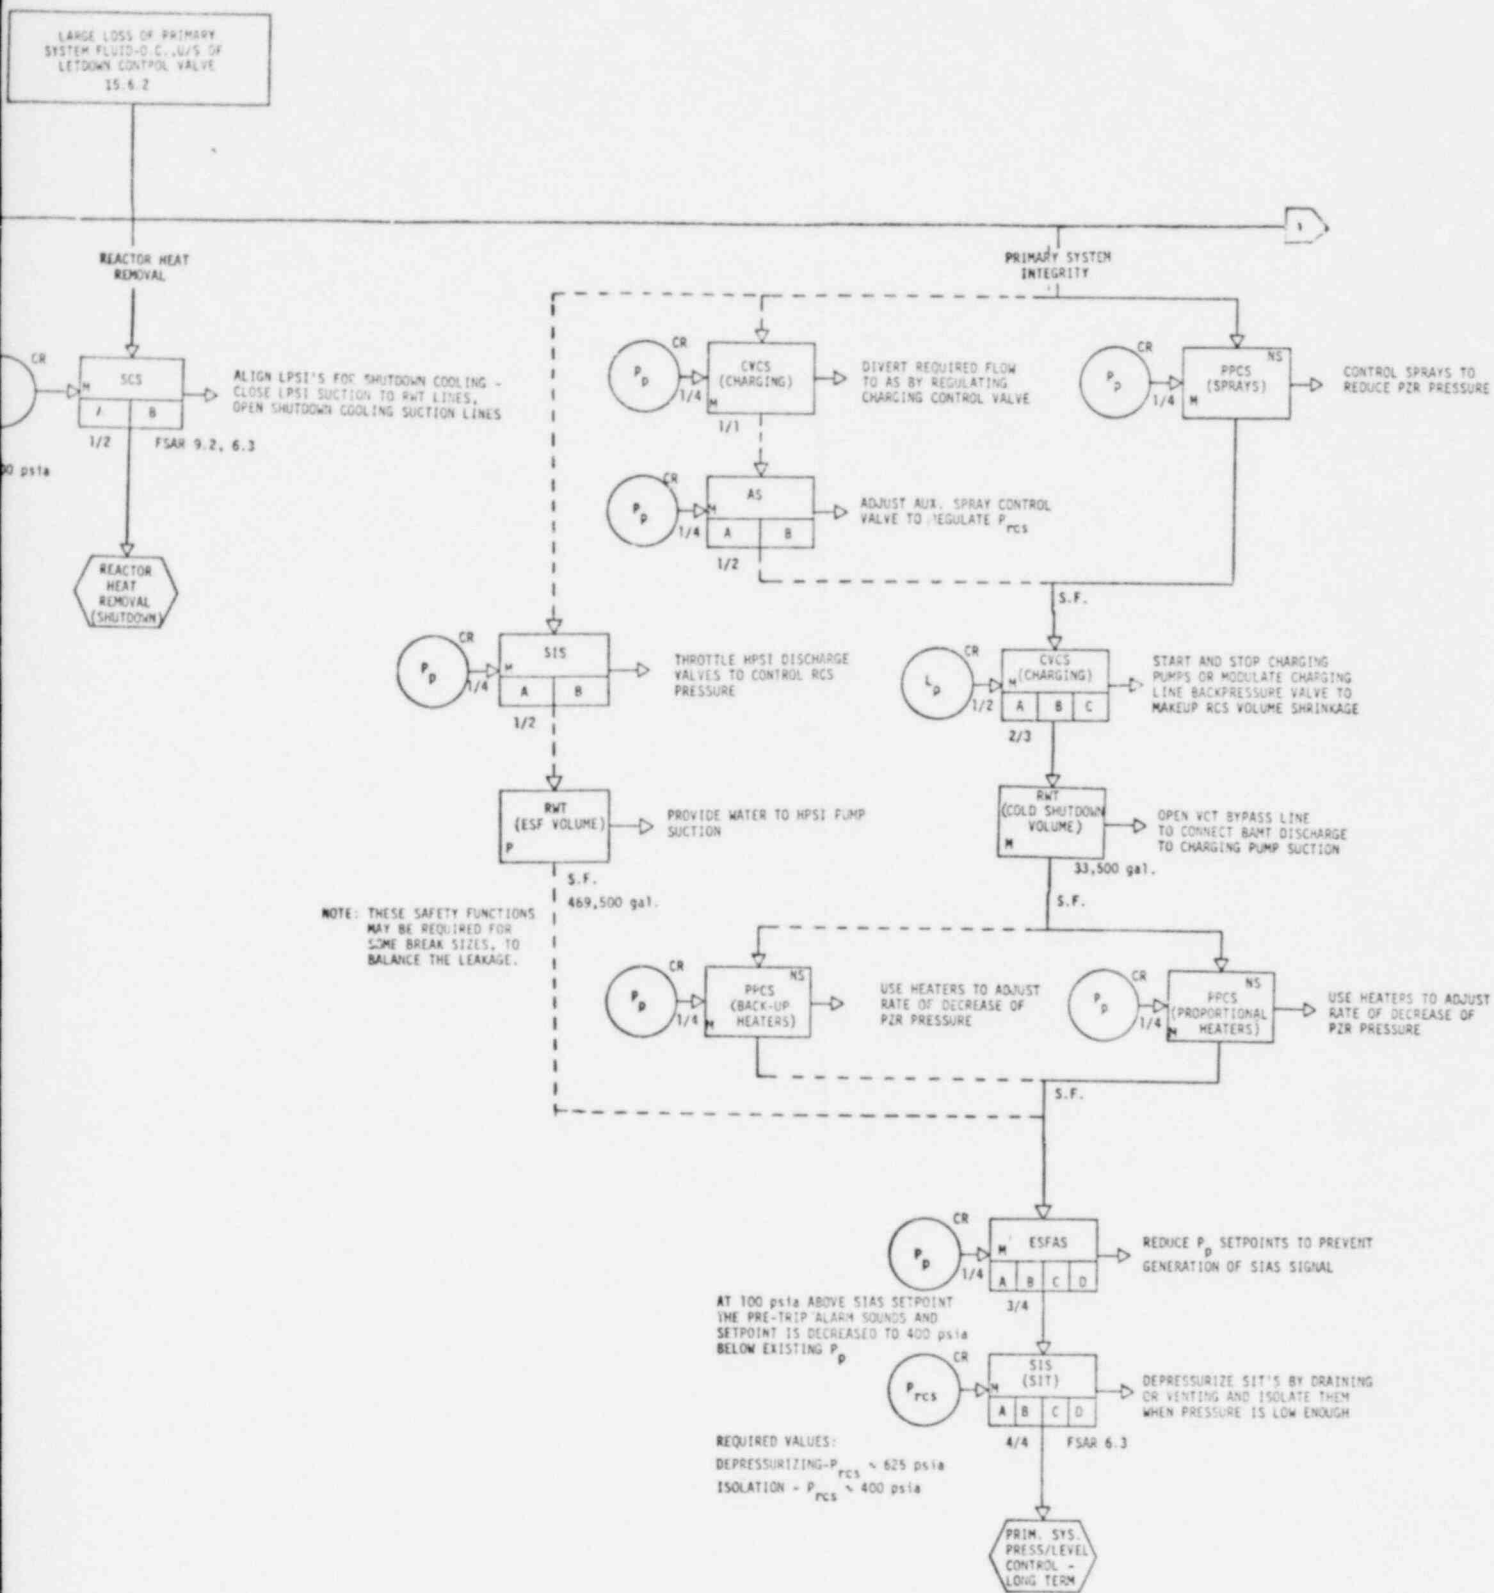 LARGE LOSS OF PRIMARY
SYSTEM FLUID-O.C.,U/S OF
LETDOWN CONTROL VALVE
15.6.2
1
REACTOR HEAT
REMOVAL
PRIMARY SYSTEM
INTEGRITY
CR
M
SCS
B
1/2
FSAR 9.2, 6.3
ALIGN LPSI'S FOR SHUTDOWN COOLING -
CLOSE LPSI SUCTION TO RWT LINES,
OPEN SHUTDOWN COOLING SUCTION LINES
psia
REACTOR
HEAT
REMOVAL
(SHUTDOWN)
Pp
CR
1/4
CVCS
(CHARGING)
M
1/1
DIVERT REQUIRED FLOW
TO AS BY REGULATING
CHARGING CONTROL VALVE
Pp
CR
1/4
NS
PPCS
(SPRAYS)
M
CONTROL SPRAYS TO
REDUCE PZR PRESSURE
Pp
CR
1/4
M
AS
A B
1/2
ADJUST AUX. SPRAY CONTROL
VALVE TO REGULATE Prcs
S.F.
Pp
CR
1/4
M
SIS
A B
1/2
THROTTLE HPSI DISCHARGE
VALVES TO CONTROL RCS
PRESSURE
Lp
CR
1/2
CVCS
M (CHARGING)
A B C
2/3
START AND STOP CHARGING
PUMPS OR MODULATE CHARGING
LINE BACKPRESSURE VALVE TO
MAKEUP RCS VOLUME SHRINKAGE
RWT
(ESF VOLUME)
P
PROVIDE WATER TO HPSI PUMP
SUCTION
S.F.
469,500 gal.
RWT
(COLD SHUTDOWN
VOLUME)
M
OPEN VCT BYPASS LINE
TO CONNECT BAMT DISCHARGE
TO CHARGING PUMP SUCTION
33,500 gal.
S.F.
NOTE: THESE SAFETY FUNCTIONS
MAY BE REQUIRED FOR
SOME BREAK SIZES, TO
BALANCE THE LEAKAGE.
Pp
CR
1/4
NS
PPCS
(BACK-UP
M HEATERS)
USE HEATERS TO ADJUST
RATE OF DECREASE OF
PZR PRESSURE
Pp
CR
1/4
NS
PPCS
(PROPORTIONAL
M HEATERS)
USE HEATERS TO ADJUST
RATE OF DECREASE OF
PZR PRESSURE
S.F.
Pp
CR
1/4
M ESFAS
A B C D
3/4
REDUCE Pp SETPOINTS TO PREVENT
GENERATION OF SIAS SIGNAL
AT 100 psia ABOVE SIAS SETPOINT
THE PRE-TRIP ALARM SOUNDS AND
SETPOINT IS DECREASED TO 400 psia
BELOW EXISTING Pp
Prcs
CR
SIS
(SIT)
M
A B C D
4/4
FSAR 6.3
DEPRESSURIZE SIT'S BY DRAINING
OR VENTING AND ISOLATE THEM
WHEN PRESSURE IS LOW ENOUGH
REQUIRED VALUES:
DEPRESSURIZING-Prcs ~ 625 psia
ISOLATION - Prcs ~ 400 psia
PRIM. SYS.
PRESS/LEVEL
CONTROL -
LONG TERM